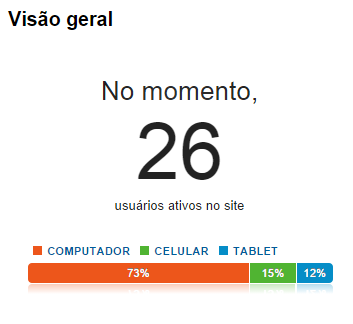 Visão geral
No momento,
26
usuários ativos no site
COMPUTADOR CELULAR TABLET
73% 15% 12%